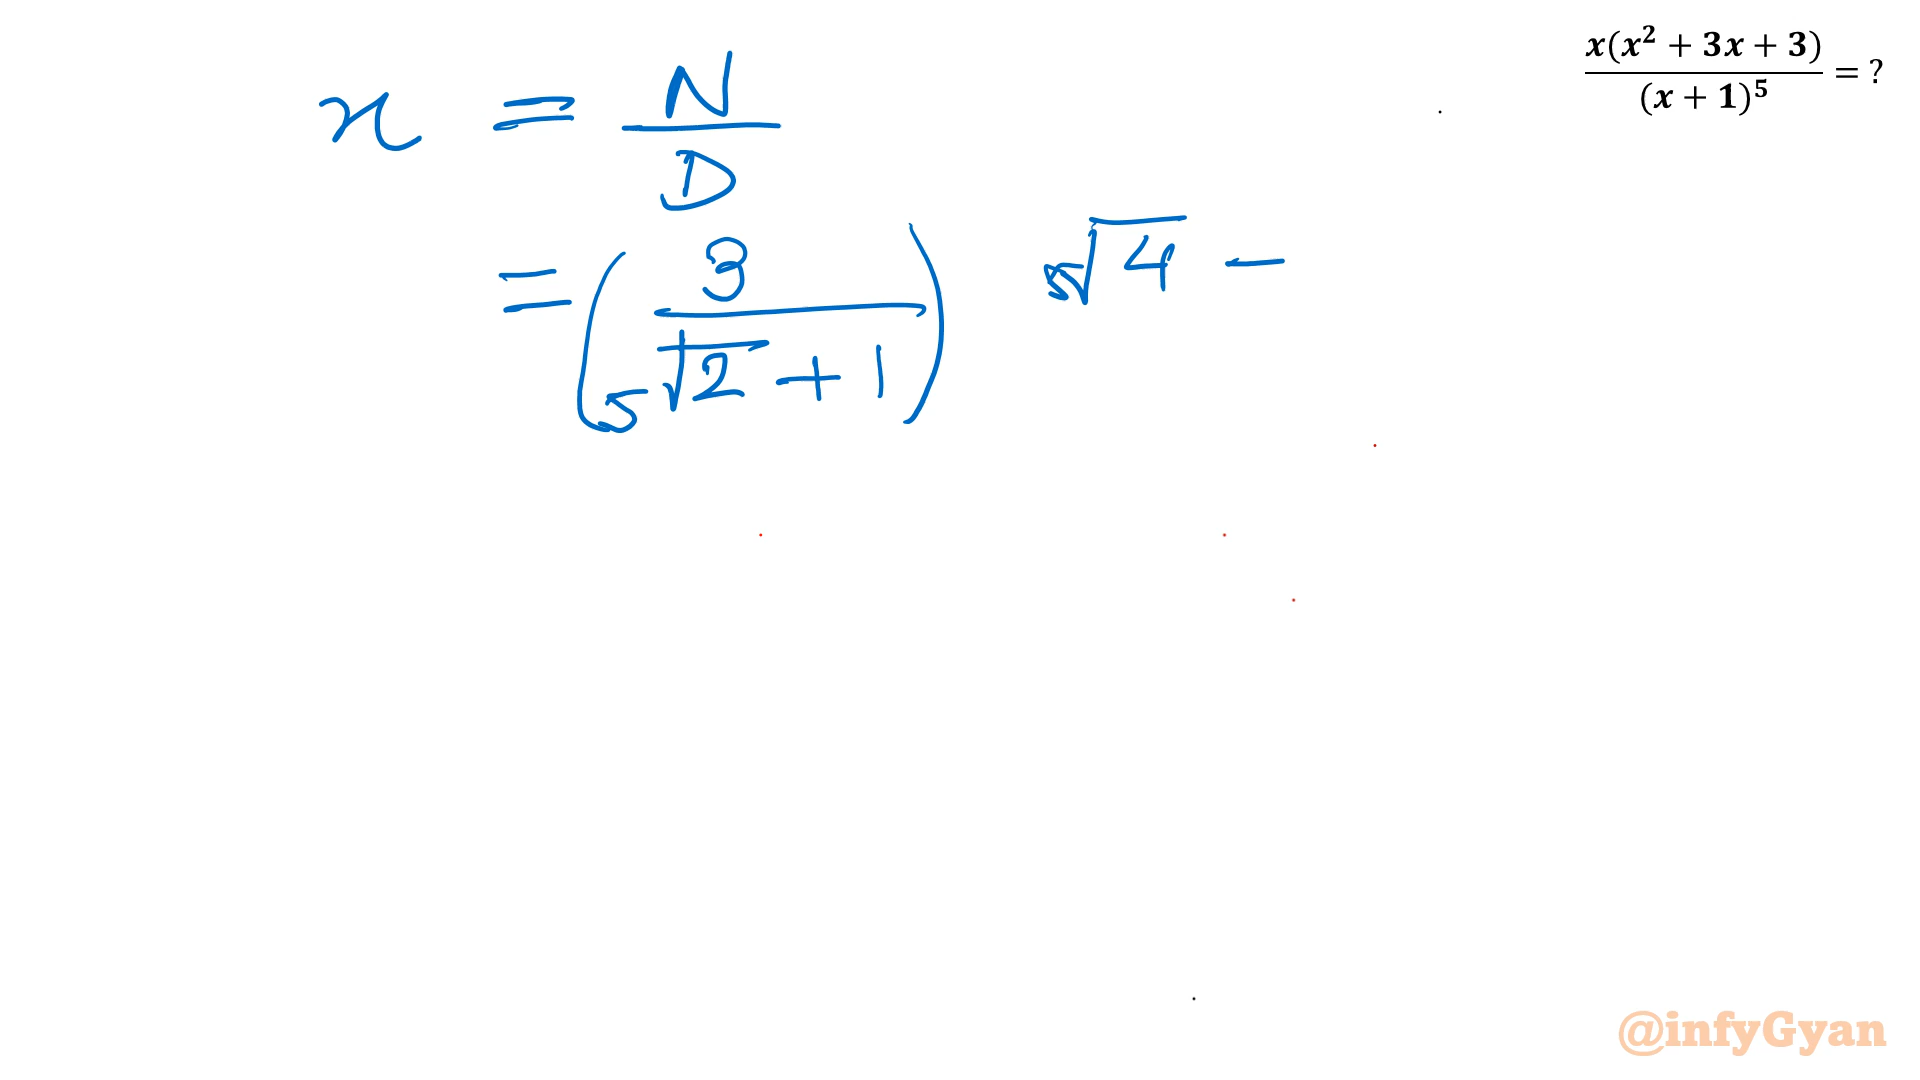 x = N/D
= (3/(⁵√2 + 1)) ⁵√4 −
x(x² + 3x + 3)/(x + 1)⁵ = ?
@infyGyan